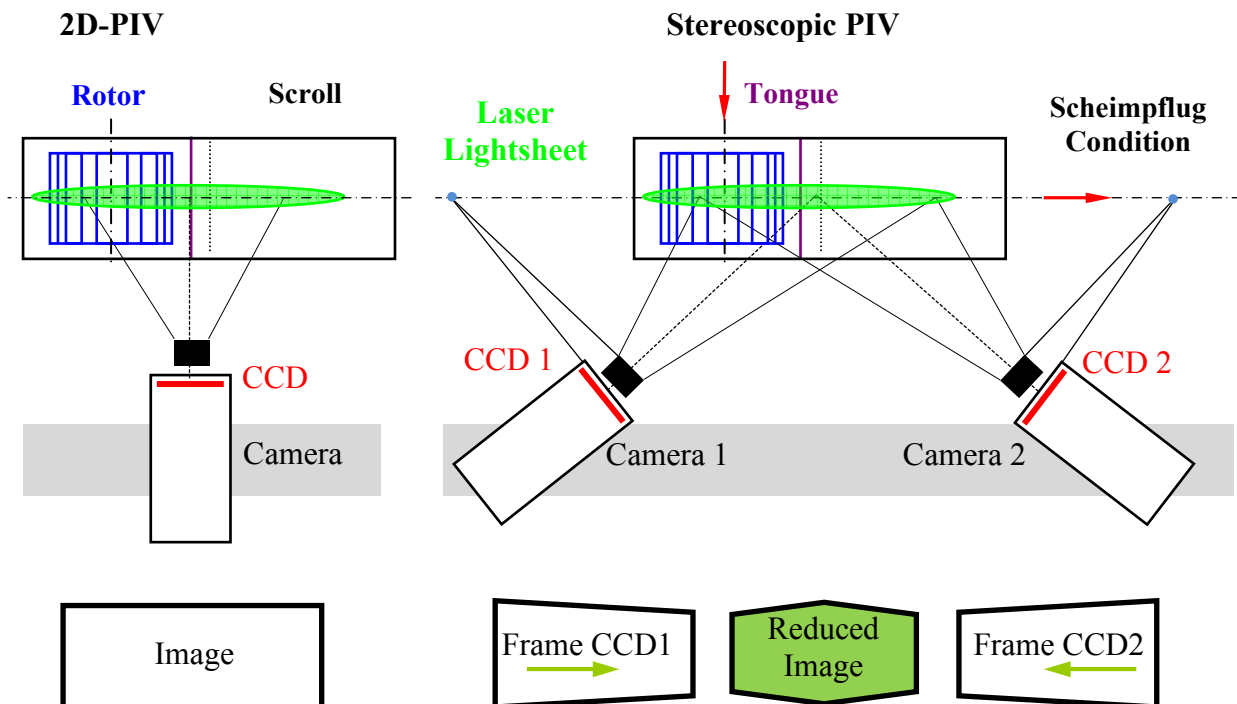 2D-PIV
Stereoscopic PIV
Rotor
Scroll
Laser
Lightsheet
Tongue
Scheimpflug
Condition
CCD
Camera
CCD 1
Camera 1
CCD 2
Camera 2
Image
Frame CCD1
Reduced
Image
Frame CCD2